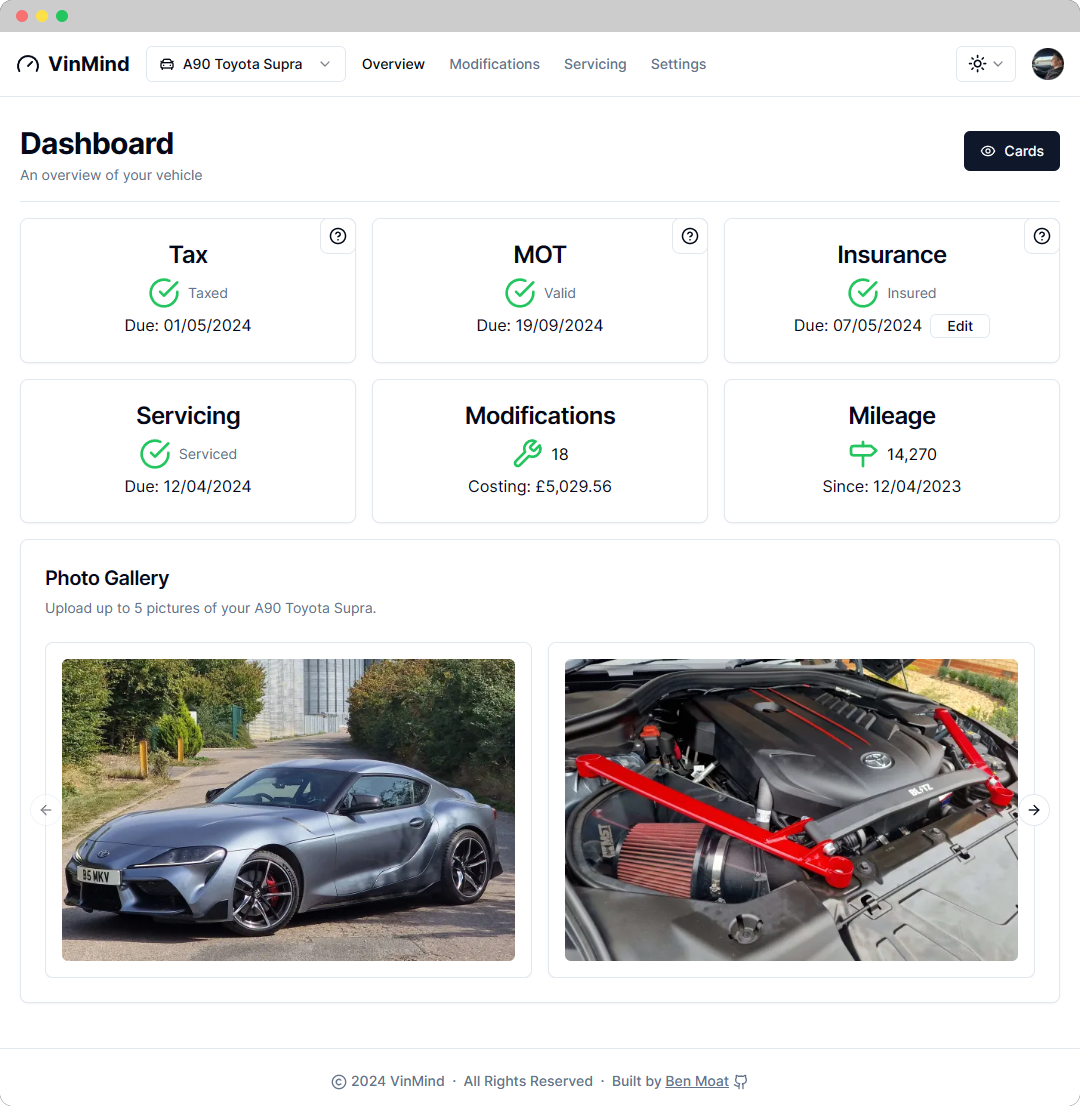 VinMind
A90 Toyota Supra
Overview
Modifications
Servicing
Settings
Dashboard
An overview of your vehicle
Cards
Tax
Taxed
Due: 01/05/2024
MOT
Valid
Due: 19/09/2024
Insurance
Insured
Due: 07/05/2024
Edit
Servicing
Serviced
Due: 12/04/2024
Modifications
18
Costing: £5,029.56
Mileage
14,270
Since: 12/04/2023
Photo Gallery
Upload up to 5 pictures of your A90 Toyota Supra.
B5 MKV
BLITZ
© 2024 VinMind · All Rights Reserved · Built by Ben Moat